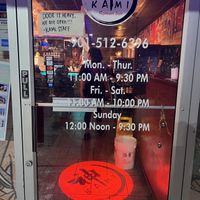 KAMI
DOOR IS HEAVY,
WE ARE OPEN!!!
-KAMI STAFF
901-512-6396
PULL
Mon. - Thur.
11:00 AM - 9:30 PM
Fri. - Sat.
11:00 AM - 10:00 PM
Sunday
12:00 Noon - 9:30 PM